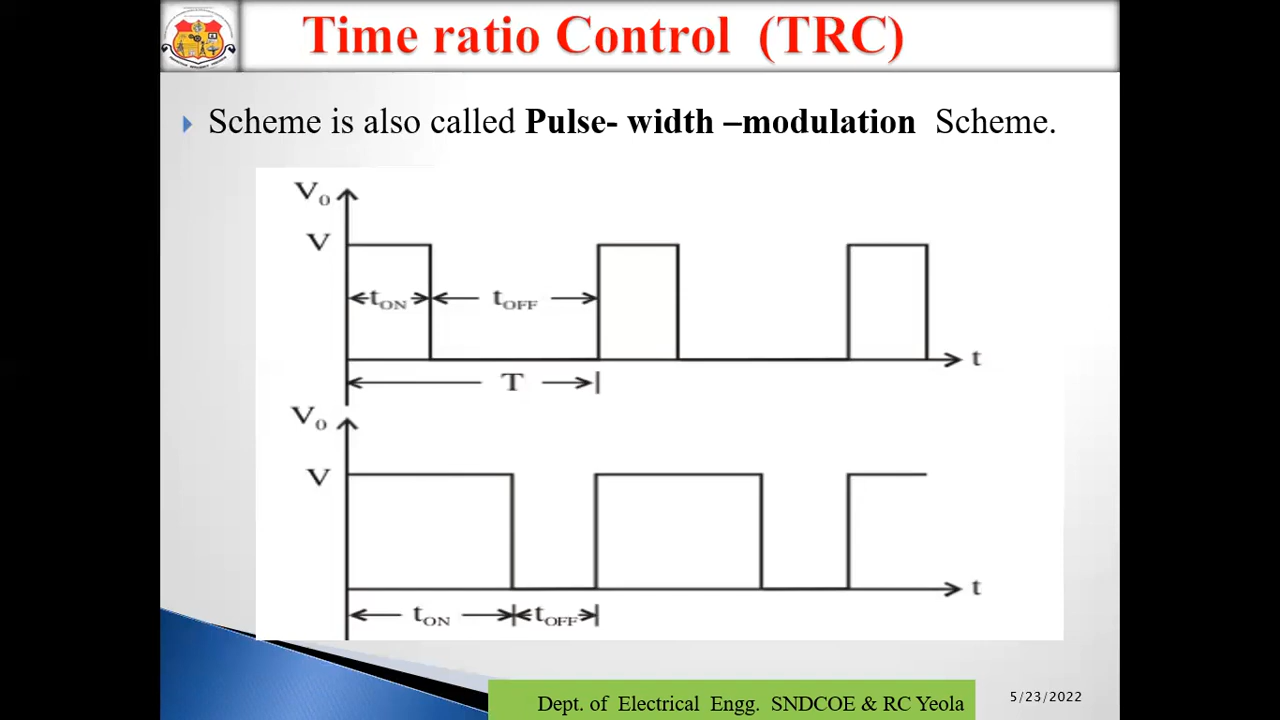 Time ratio Control (TRC)
Scheme is also called Pulse- width –modulation Scheme.
V0
V
tON
tOFF
t
T
V0
V
t
tON
tOFF
Dept. of Electrical Engg. SNDCOE & RC Yeola
5/23/2022